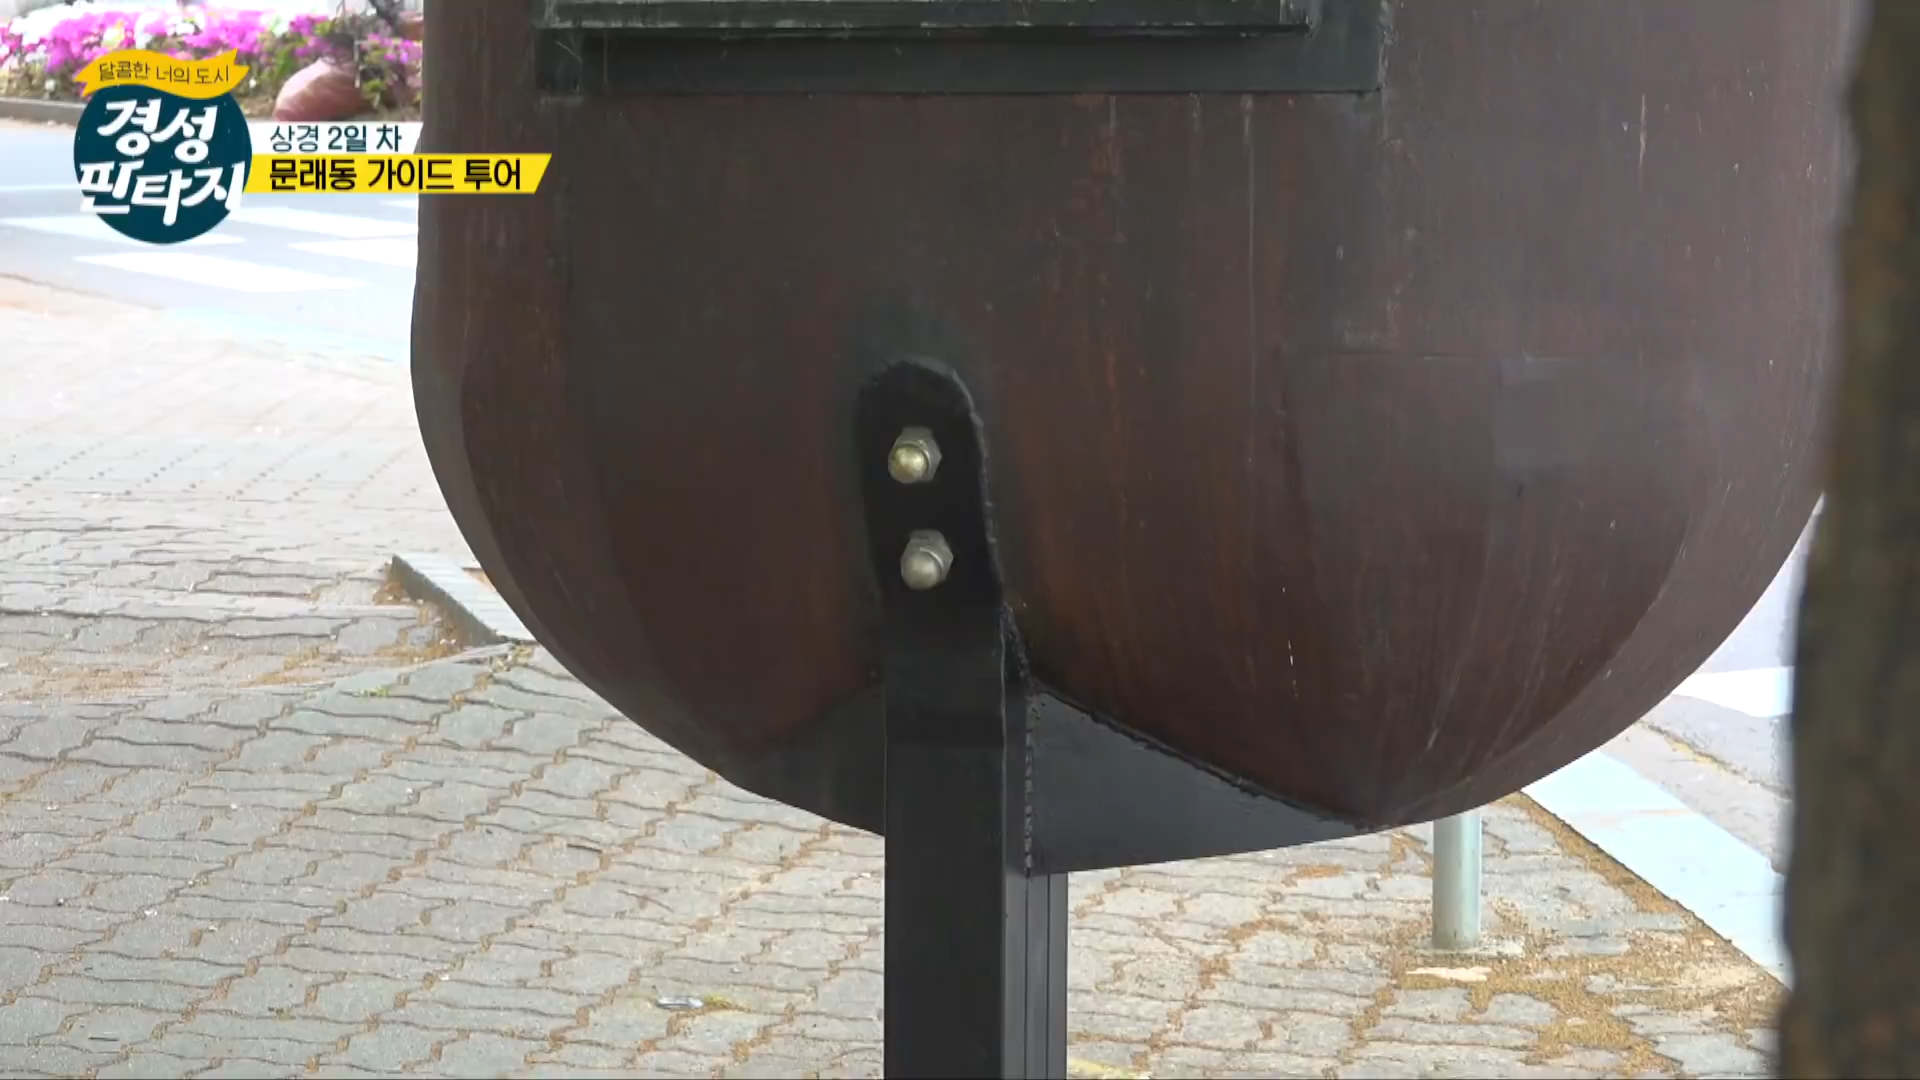 달콤한 너의 도시
경성
판타지
상경 2일 차
문래동 가이드 투어